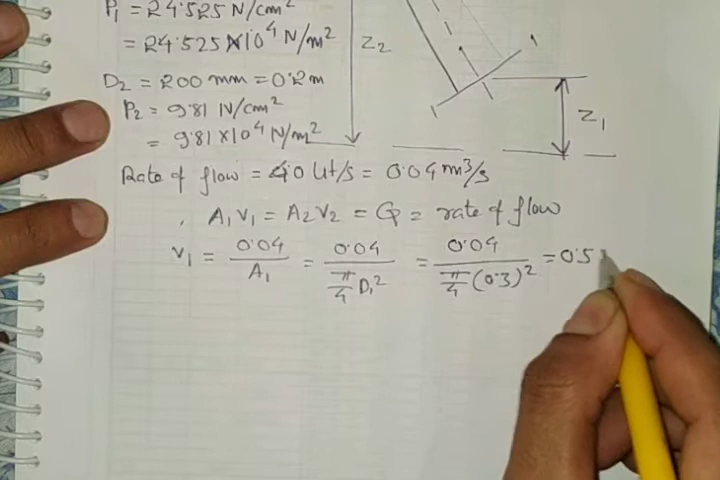 P₁ = 24.525 N/cm²
= 24.525 X10⁴ N/m²
Z₂
D₂ = 200 mm = 0.2 m
P₂ = 9.81 N/cm²
= 9.81 X10⁴ N/m²
Z₁
Rate of flow = 40 lit/s = 0.04 m³/s
A₁V₁ = A₂V₂ = Q = rate of flow
V₁ = 0.04/A₁ = 0.04/(π/4 D₁²) = 0.04/(π/4 (0.3)²) = 0.5